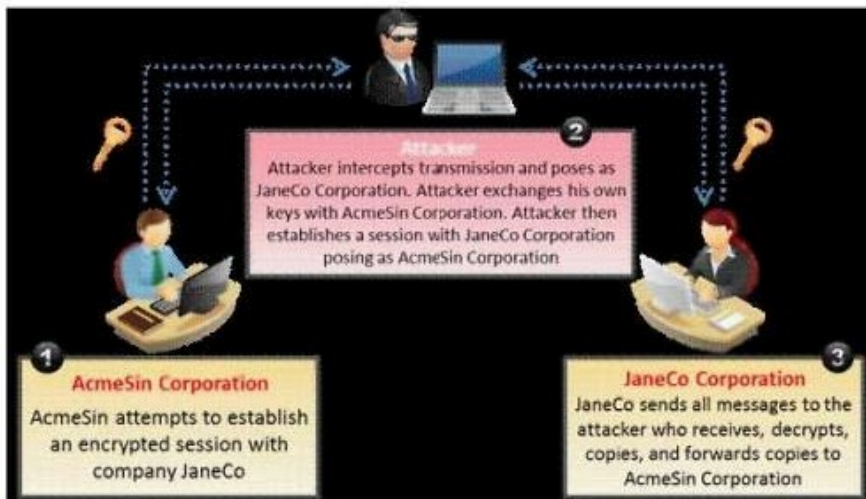 2
Attacker
Attacker intercepts transmission and poses as
JaneCo Corporation. Attacker exchanges his own
keys with AcmeSin Corporation. Attacker then
establishes a session with JaneCo Corporation
posing as AcmeSin Corporation
1
AcmeSin Corporation
AcmeSin attempts to establish
an encrypted session with
company JaneCo
3
JaneCo Corporation
JaneCo sends all messages to the
attacker who receives, decrypts,
copies, and forwards copies to
AcmeSin Corporation